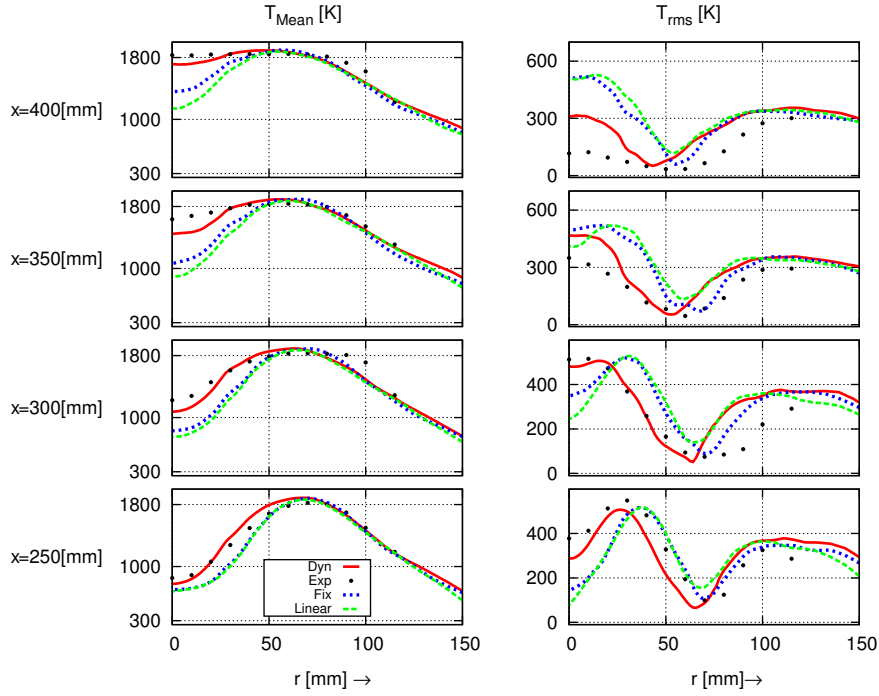 T_Mean [K]
T_rms [K]
1800
1000
300
x=400[mm]
600
300
0
1800
1000
300
x=350[mm]
600
300
0
1800
1000
300
x=300[mm]
400
200
0
1800
1000
300
x=250[mm]
Dyn
Exp
Fix
Linear
400
200
0
0 50 100 150
0 50 100 150
r [mm] →
r [mm]→